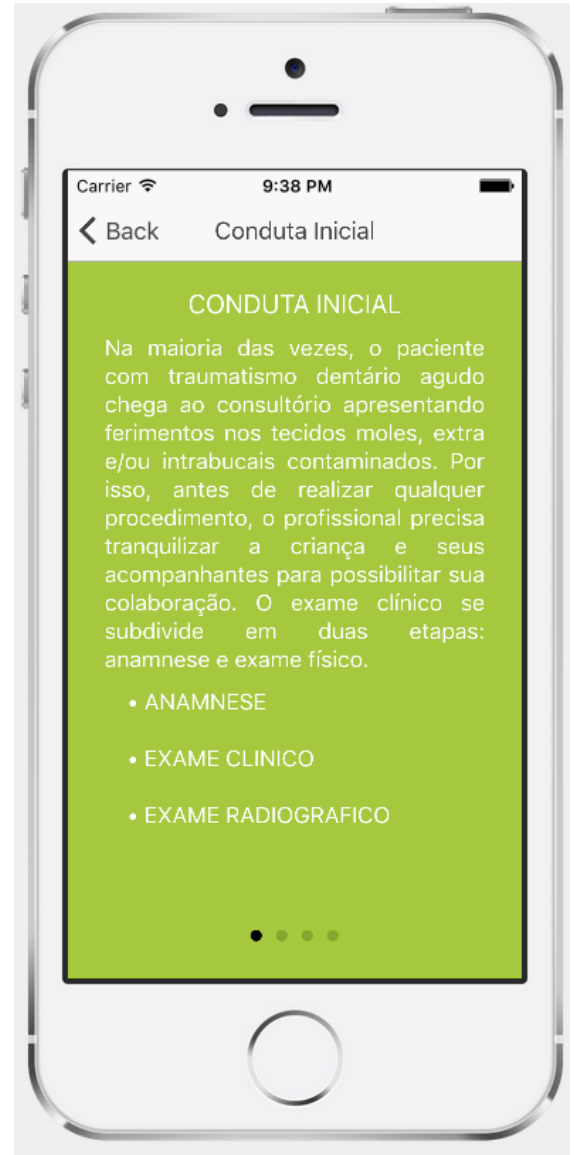 Carrier 9:38 PM
Back Conduta Inicial
CONDUTA INICIAL
Na maioria das vezes, o paciente
com traumatismo dentário agudo
chega ao consultório apresentando
ferimentos nos tecidos moles, extra
e/ou intrabucais contaminados. Por
isso, antes de realizar qualquer
procedimento, o profissional precisa
tranquilizar a criança e seus
acompanhantes para possibilitar sua
colaboração. O exame clínico se
subdivide em duas etapas:
anamnese e exame físico.
• ANAMNESE
• EXAME CLINICO
• EXAME RADIOGRAFICO